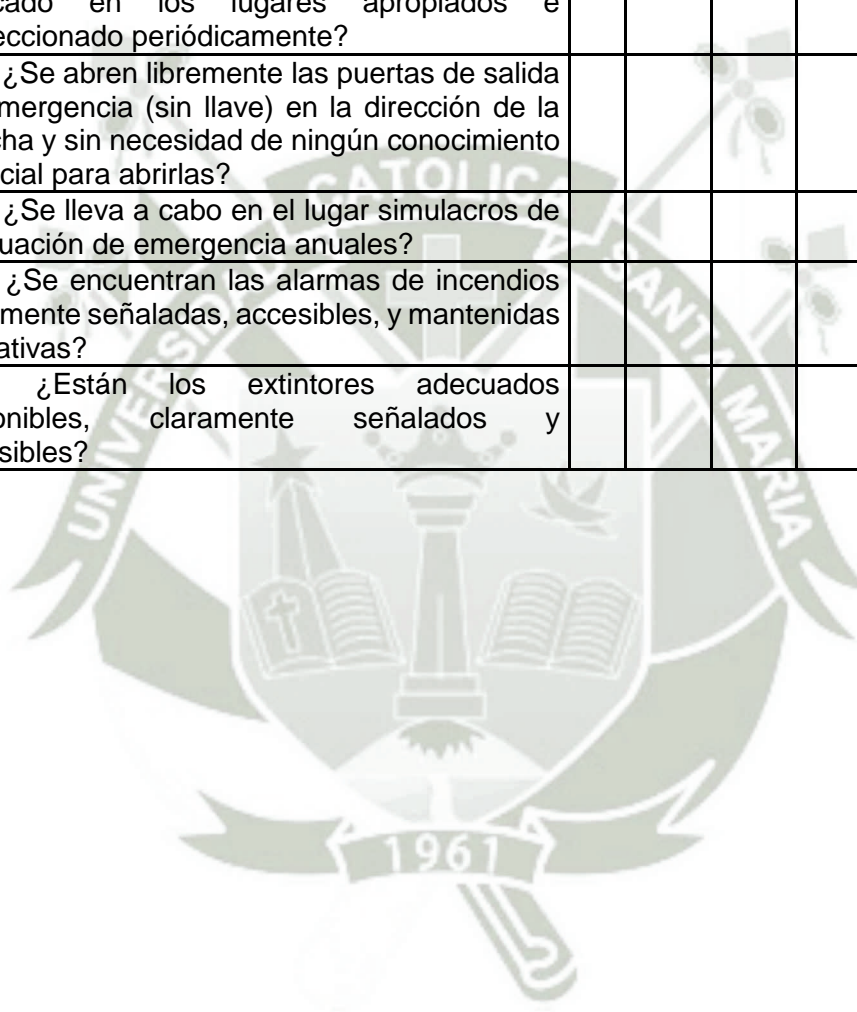 cado en los lugares apropiados e
eccionado periódicamente?
¿Se abren libremente las puertas de salida
mergencia (sin llave) en la dirección de la
cha y sin necesidad de ningún conocimiento
cial para abrirlas?
¿Se lleva a cabo en el lugar simulacros de
uación de emergencia anuales?
¿Se encuentran las alarmas de incendios
mente señaladas, accesibles, y mantenidas
ativas?
¿Están los extintores adecuados
onibles, claramente señalados y
sibles?
UNIVERSIDAD CATOLICA SANTA MARIA
1961